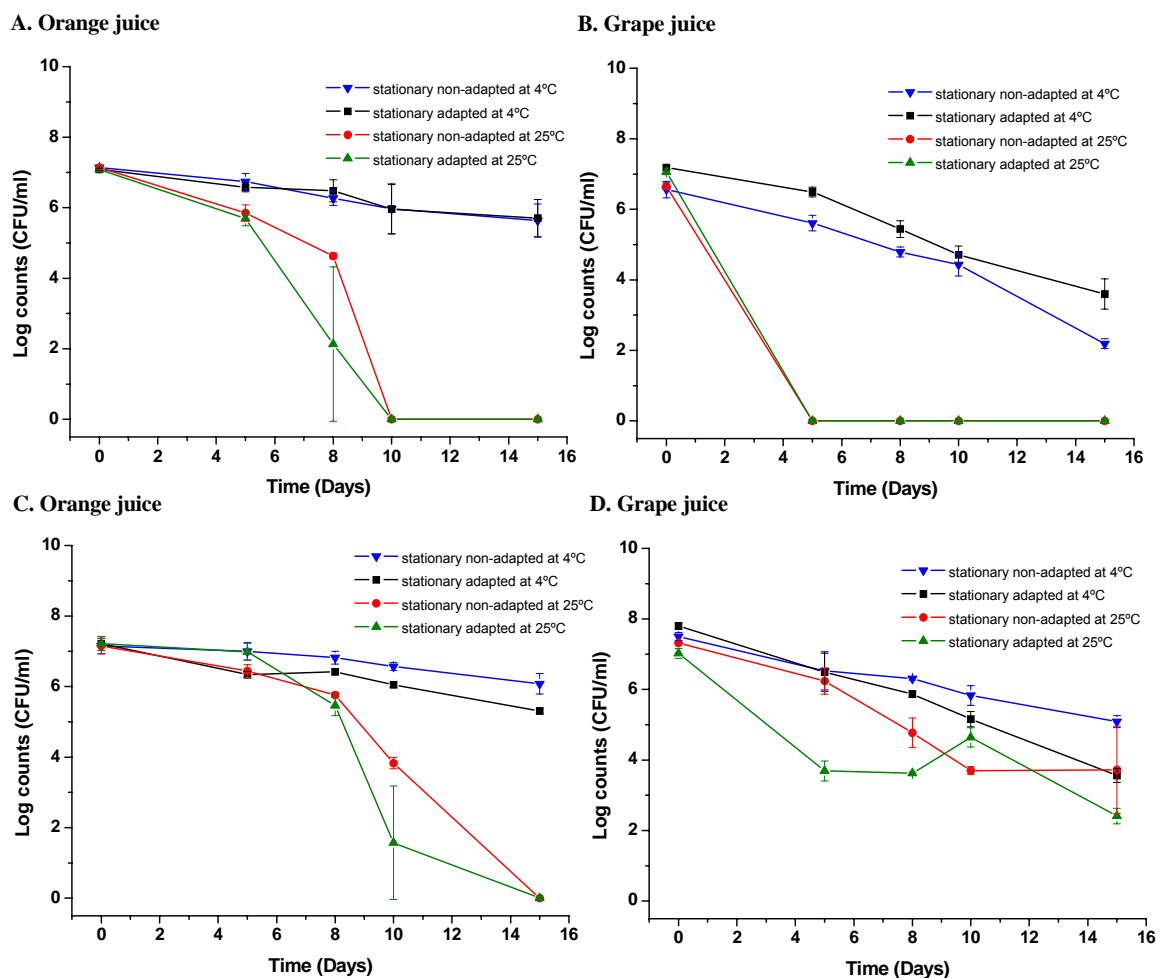 A. Orange juice
10
8
6
4
2
0
Log counts (CFU/ml)
stationary non-adapted at 4ºC
stationary adapted at 4ºC
stationary non-adapted at 25ºC
stationary adapted at 25ºC
0 2 4 6 8 10 12 14 16
Time (Days)
B. Grape juice
10
8
6
4
2
0
Log counts (CFU/ml)
stationary non-adapted at 4ºC
stationary adapted at 4ºC
stationary non-adapted at 25ºC
stationary adapted at 25ºC
0 2 4 6 8 10 12 14 16
Time (Days)
C. Orange juice
10
8
6
4
2
0
Log counts (CFU/ml)
stationary non-adapted at 4ºC
stationary adapted at 4ºC
stationary non-adapted at 25ºC
stationary adapted at 25ºC
0 2 4 6 8 10 12 14 16
Time (Days)
D. Grape juice
10
8
6
4
2
0
Log counts (CFU/ml)
stationary non-adapted at 4ºC
stationary adapted at 4ºC
stationary non-adapted at 25ºC
stationary adapted at 25ºC
0 2 4 6 8 10 12 14 16
Time (Days)